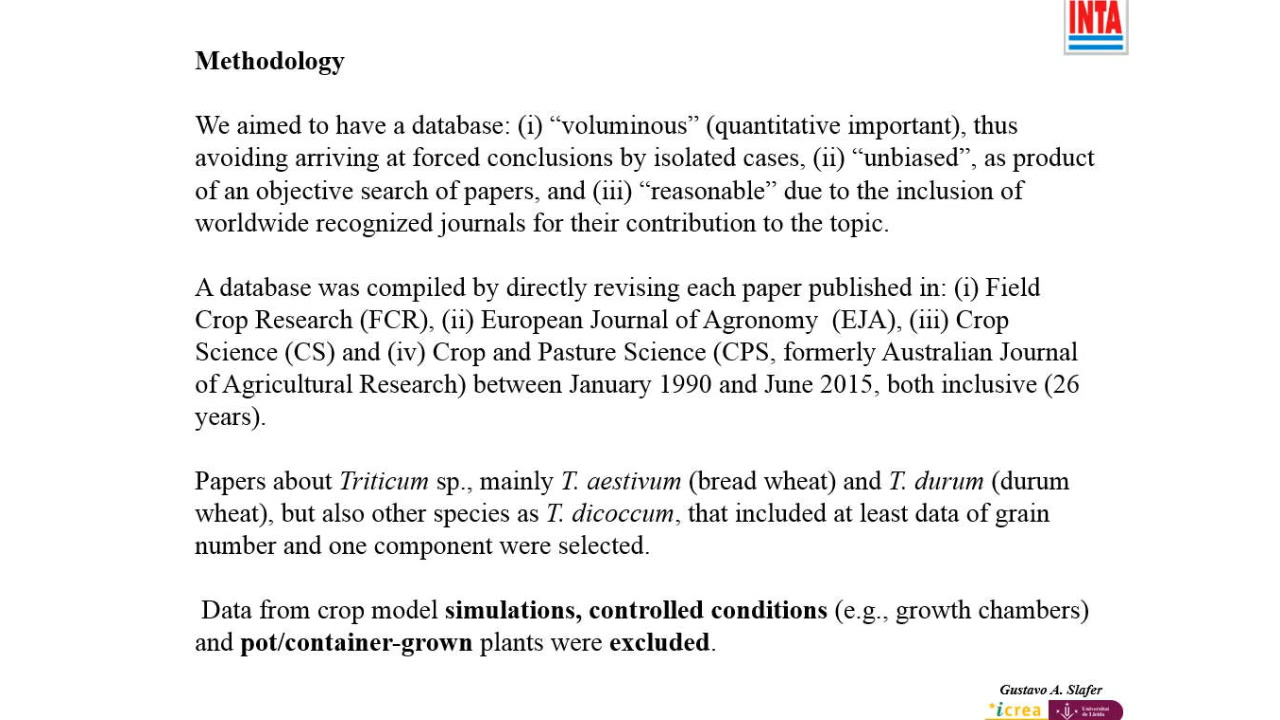 INTA
Methodology
We aimed to have a database: (i) “voluminous” (quantitative important), thus
avoiding arriving at forced conclusions by isolated cases, (ii) “unbiased”, as product
of an objective search of papers, and (iii) “reasonable” due to the inclusion of
worldwide recognized journals for their contribution to the topic.
A database was compiled by directly revising each paper published in: (i) Field
Crop Research (FCR), (ii) European Journal of Agronomy (EJA), (iii) Crop
Science (CS) and (iv) Crop and Pasture Science (CPS, formerly Australian Journal
of Agricultural Research) between January 1990 and June 2015, both inclusive (26
years).
Papers about Triticum sp., mainly T. aestivum (bread wheat) and T. durum (durum
wheat), but also other species as T. dicoccum, that included at least data of grain
number and one component were selected.
Data from crop model simulations, controlled conditions (e.g., growth chambers)
and pot/container-grown plants were excluded.
Gustavo A. Slafer
icrea
Universitat
de Lleida